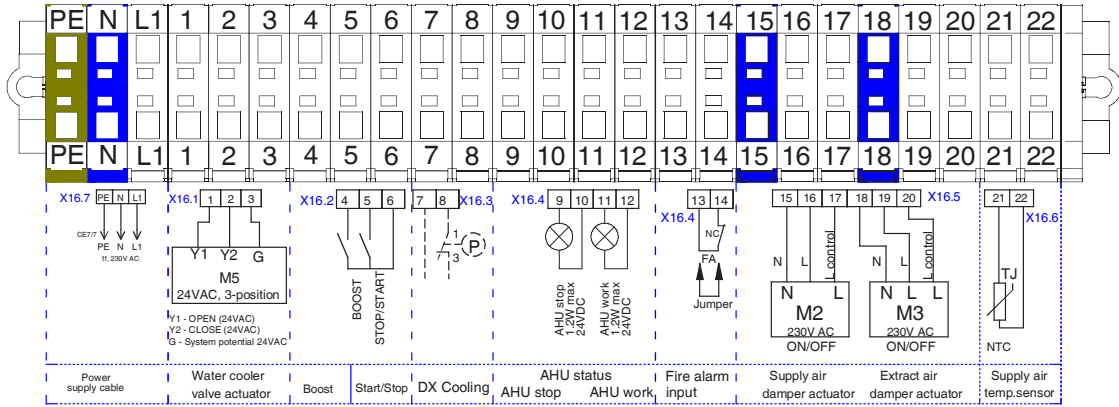 PE N L1 1 2 3 4 5 6 7 8 9 10 11 12 13 14 15 16 17 18 19 20 21 22
PE N L1 1 2 3 4 5 6 7 8 9 10 11 12 13 14 15 16 17 18 19 20 21 22
X16.7 PE N L1
CE7/7
PE N L1
1f, 230V AC
X16.1 1 2 3
Y1 Y2 G
M5
24VAC, 3-position
Y1 - OPEN (24VAC)
Y2 - CLOSE (24VAC)
G - System potential 24VAC
X16.2 4 5 6
BOOST
STOP/START
7 8 X16.3
1
P
3
X16.4 9 10 11 12
AHU stop
1.2W max
24VDC
AHU work
1.2W max
24VDC
X16.4
13 14
NC
FA
Jumper
15 16 17 18 19 20 X16.5
N L L control
N L
M2
230V AC
ON/OFF
N L L control
N L L
M3
230V AC
ON/OFF
21 22
X16.6
TJ
NTC
Power
supply cable
Water cooler
valve actuator
Boost
Start/Stop
DX Cooling
AHU status
AHU stop AHU work
Fire alarm
input
Supply air
damper actuator
Extract air
damper actuator
Supply air
temp.sensor